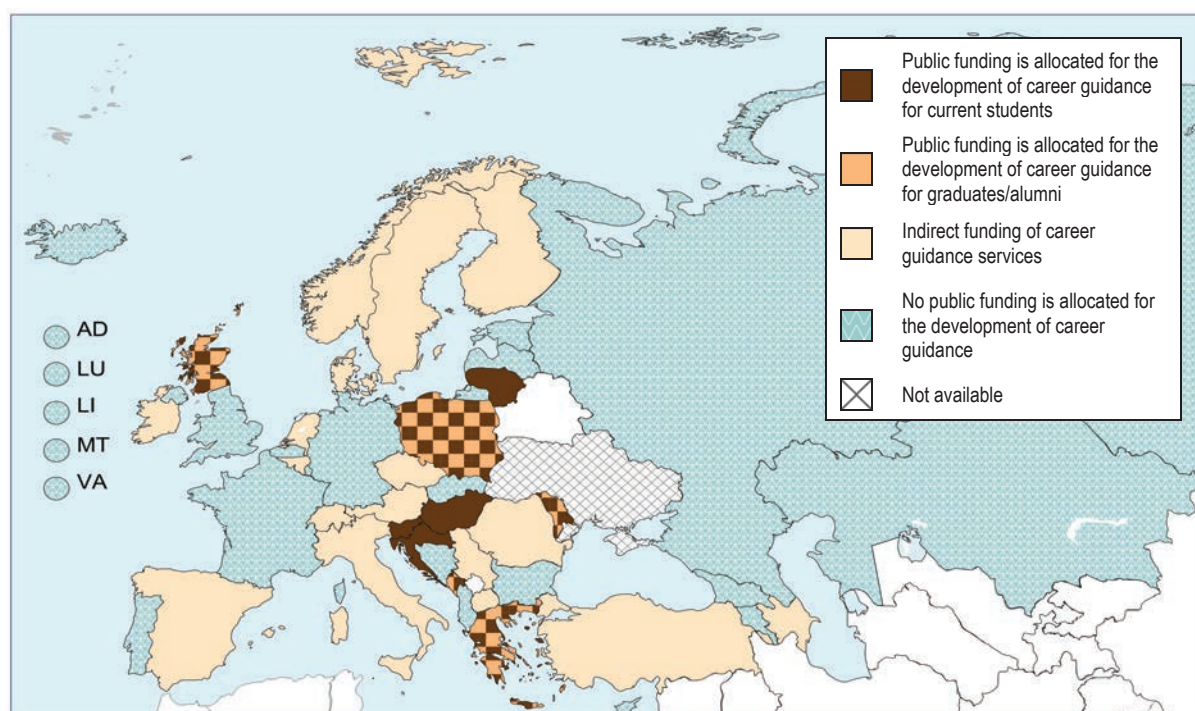 Public funding is allocated for the
development of career guidance
for current students
Public funding is allocated for the
development of career guidance
for graduates/alumni
Indirect funding of career
guidance services
No public funding is allocated for
the development of career
guidance
Not available
AD
LU
LI
MT
VA